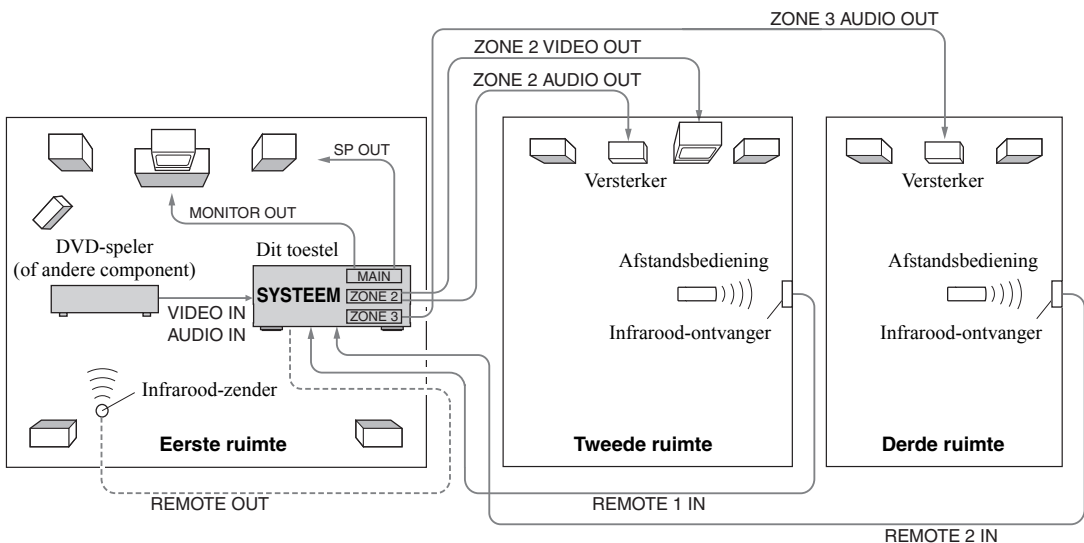 ZONE 3 AUDIO OUT
ZONE 2 VIDEO OUT
ZONE 2 AUDIO OUT
SP OUT
Versterker
Versterker
MONITOR OUT
DVD-speler
(of andere component)
Dit toestel
MAIN
SYSTEEM
ZONE 2
ZONE 3
VIDEO IN
AUDIO IN
Afstandsbediening
Afstandsbediening
Infrarood-ontvanger
Infrarood-ontvanger
Infrarood-zender
Eerste ruimte
Tweede ruimte
Derde ruimte
REMOTE OUT
REMOTE 1 IN
REMOTE 2 IN